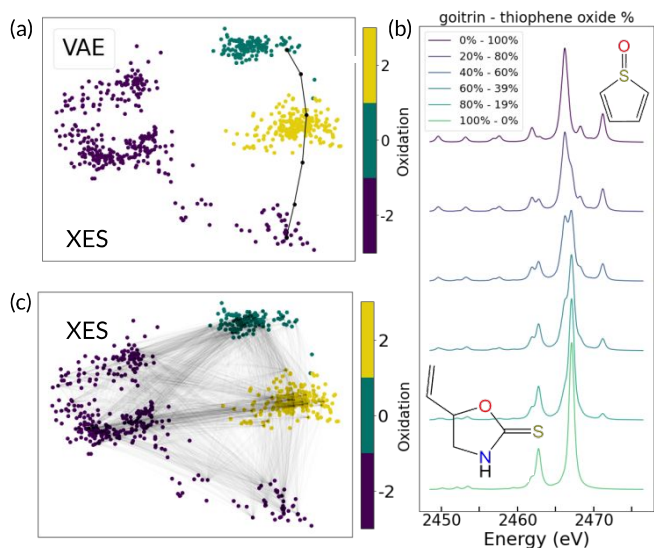 (a)
VAE
XES
2
0
-2
Oxidation
(b)
goitrin - thiophene oxide %
0% - 100%
20% - 80%
40% - 60%
60% - 39%
80% - 19%
100% - 0%
O
S
O
S
N
H
2450
2460
2470
Energy (eV)
(c)
XES
2
0
-2
Oxidation